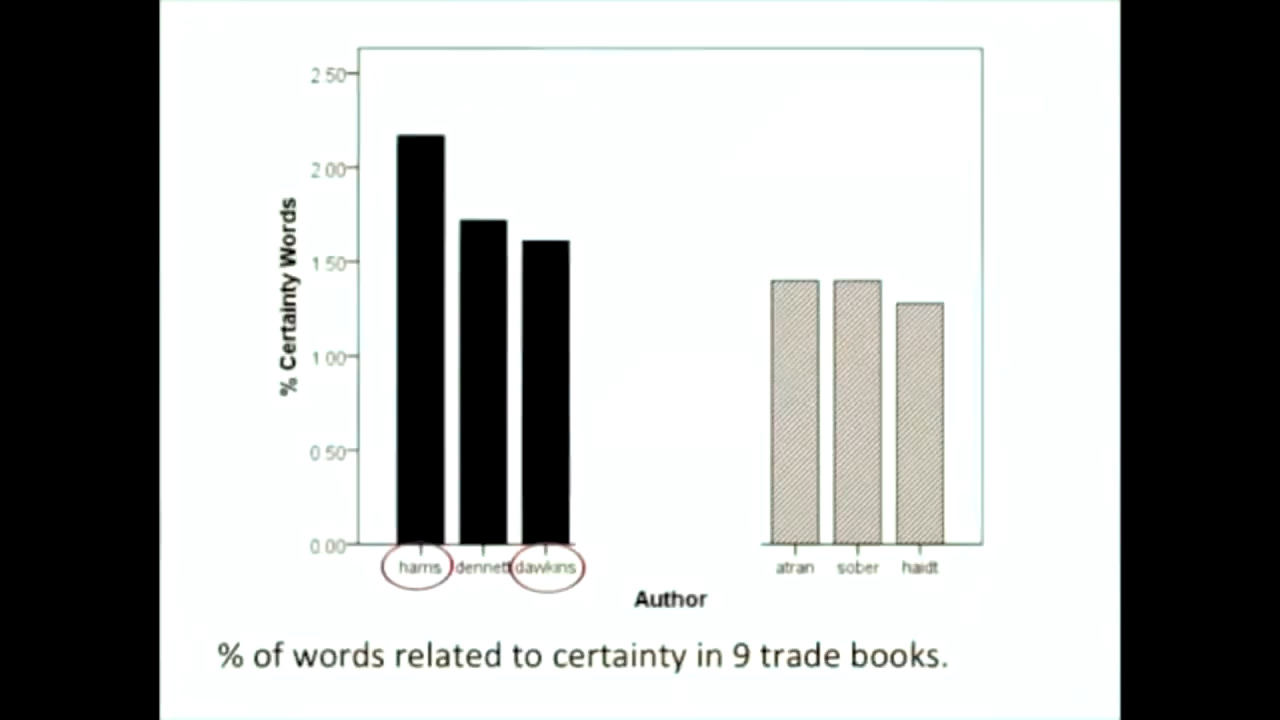 2.50
2.00
1.50
1.00
0.50
0.00
% Certainty Words
harris dennett dawkins atran sober haidt
Author
% of words related to certainty in 9 trade books.